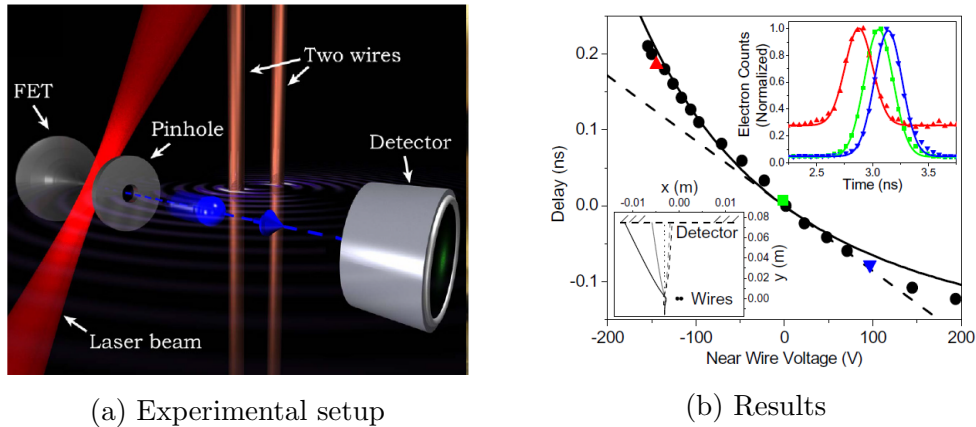 FET
Pinhole
Two wires
Detector
Laser beam
(a) Experimental setup
Delay (ns)
0.2
0.1
0.0
-0.1
-200
-100
0
100
200
Near Wire Voltage (V)
Electron Counts
(Normalized)
1.0
0.8
0.6
0.4
0.2
0.0
2.5
3.0
3.5
Time (ns)
x (m)
-0.01
0.00
0.01
0.08
0.06
0.04
0.02
0.00
y (m)
Detector
Wires
(b) Results